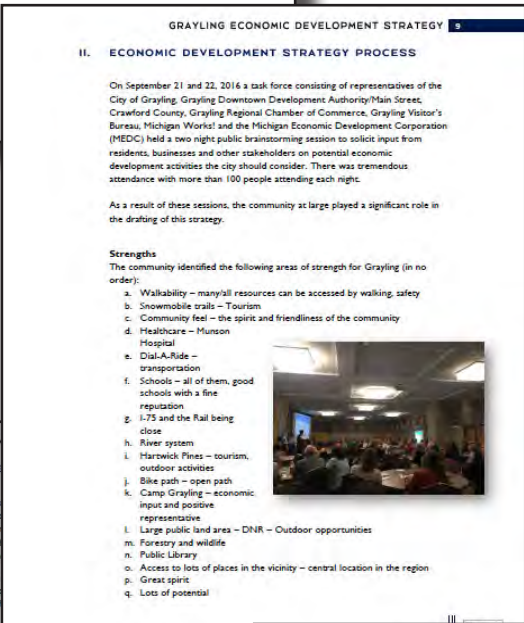 GRAYLING ECONOMIC DEVELOPMENT STRATEGY 9
II. ECONOMIC DEVELOPMENT STRATEGY PROCESS
On September 21 and 22, 2016 a task force consisting of representatives of the
City of Grayling, Grayling Downtown Development Authority/Main Street,
Crawford County, Grayling Regional Chamber of Commerce, Grayling Visitor's
Bureau, Michigan Works! and the Michigan Economic Development Corporation
(MEDC) held a two night public brainstorming session to solicit input from
residents, businesses and other stakeholders on potential economic
development activities the city should consider. There was tremendous
attendance with more than 100 people attending each night.
As a result of these sessions, the community at large played a significant role in
the drafting of this strategy.
Strengths
The community identified the following areas of strength for Grayling (in no
order):
a. Walkability – many/all resources can be accessed by walking, safety
b. Snowmobile trails – Tourism
c. Community feel – the spirit and friendliness of the community
d. Healthcare – Munson
Hospital
e. Dial-A-Ride –
transportation
f. Schools – all of them, good
schools with a fine
reputation
g. I-75 and the Rail being
close
h. River system
i. Hartwick Pines – tourism,
outdoor activities
j. Bike path – open path
k. Camp Grayling – economic
input and positive
representative
l. Large public land area – DNR – Outdoor opportunities
m. Forestry and wildlife
n. Public Library
o. Access to lots of places in the vicinity – central location in the region
p. Great spirit
q. Lots of potential